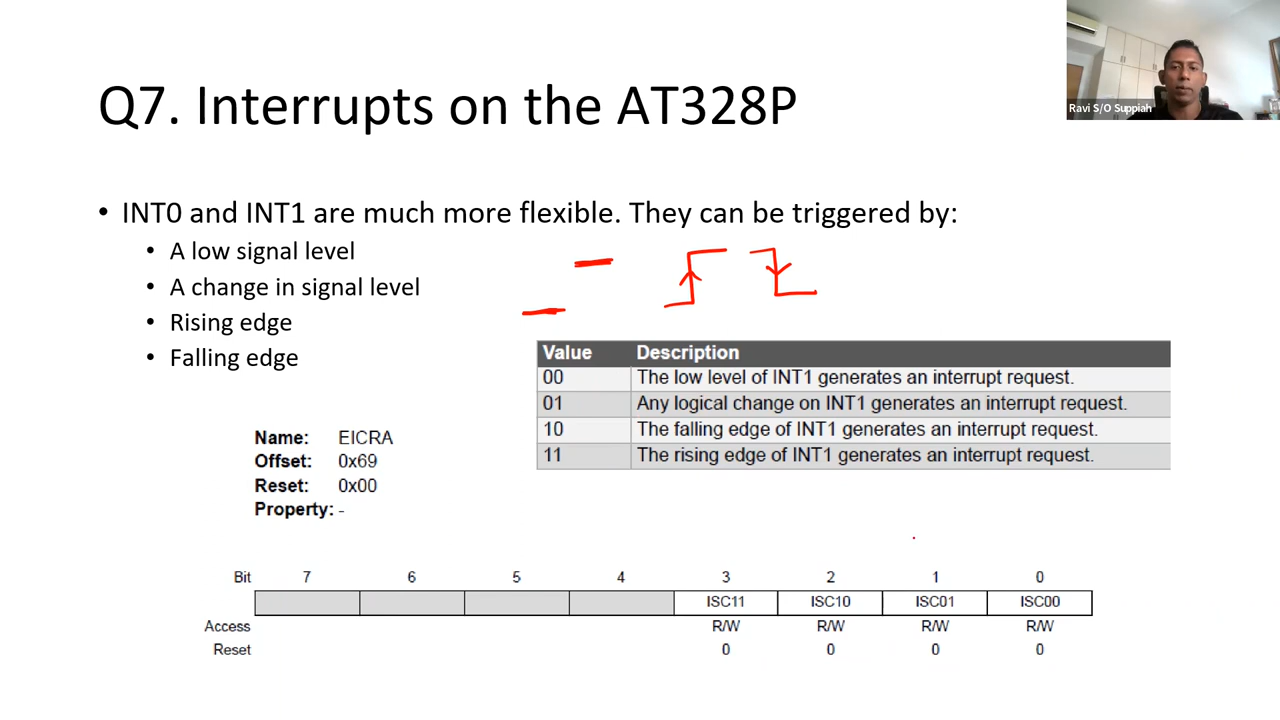 Ravi S/O Suppiah
Q7. Interrupts on the AT328P
• INT0 and INT1 are much more flexible. They can be triggered by:
• A low signal level
• A change in signal level
• Rising edge
• Falling edge
Value Description
00 The low level of INT1 generates an interrupt request.
01 Any logical change on INT1 generates an interrupt request.
10 The falling edge of INT1 generates an interrupt request.
11 The rising edge of INT1 generates an interrupt request.
Name: EICRA
Offset: 0x69
Reset: 0x00
Property: -
Bit 7 6 5 4 3 2 1 0
ISC11 ISC10 ISC01 ISC00
Access R/W R/W R/W R/W
Reset 0 0 0 0